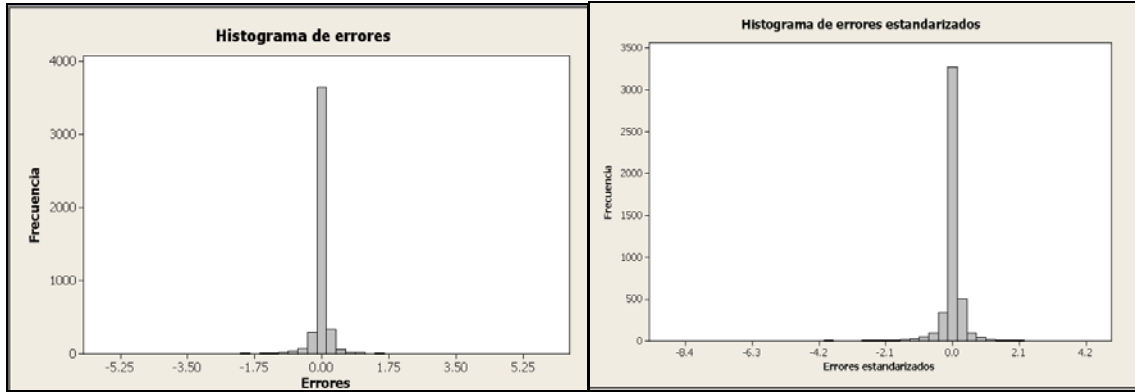 Histograma de errores
4000
3000
2000
1000
0
Frecuencia
-5.25 -3.50 -1.75 0.00 1.75 3.50 5.25
Errores
Histograma de errores estandarizados
3500
3000
2500
2000
1500
1000
500
0
Frecuencia
-8.4 -6.3 -4.2 -2.1 0.0 2.1 4.2
Errores estandarizados